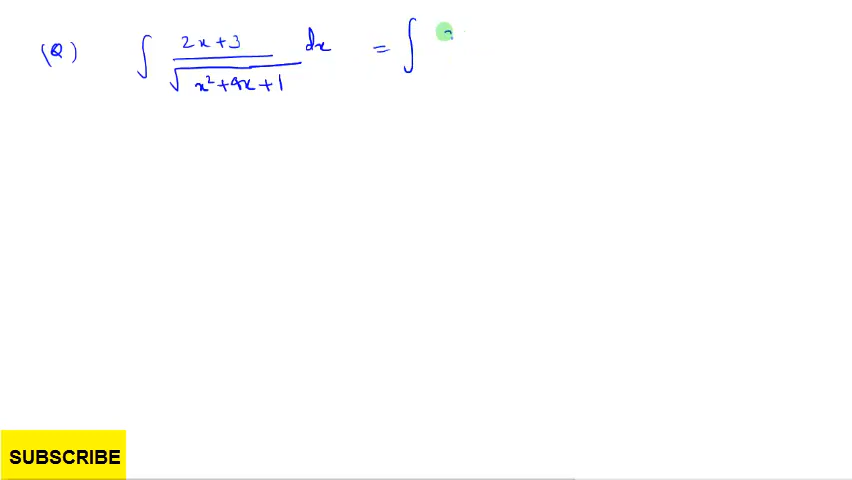 (Q) ∫ (2x+3)/√(x²+4x+1) dx = ∫
SUBSCRIBE